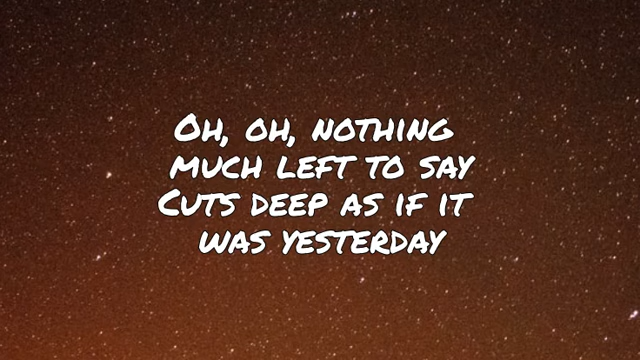 Oh, oh, nothing
much left to say
Cuts deep as if it
was yesterday